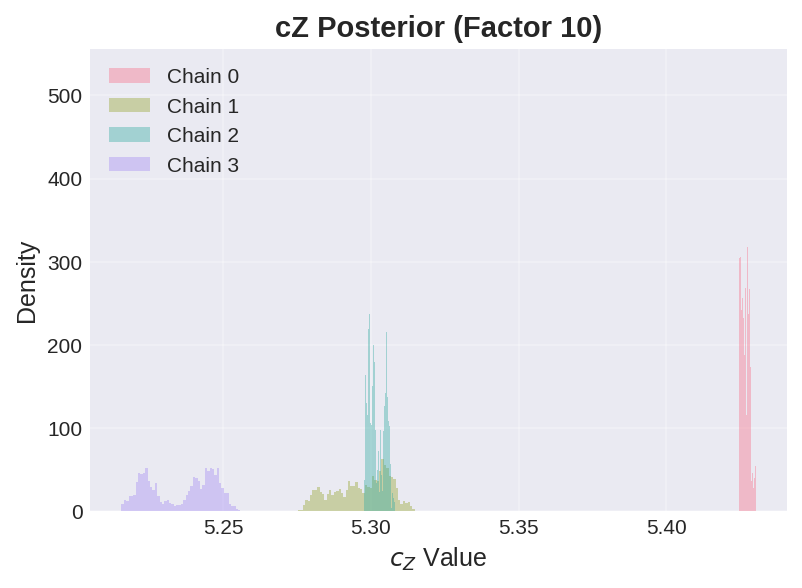 cZ Posterior (Factor 10)
Chain 0
Chain 1
Chain 2
Chain 3
500
400
300
200
100
0
Density
5.25
5.30
5.35
5.40
c_Z Value